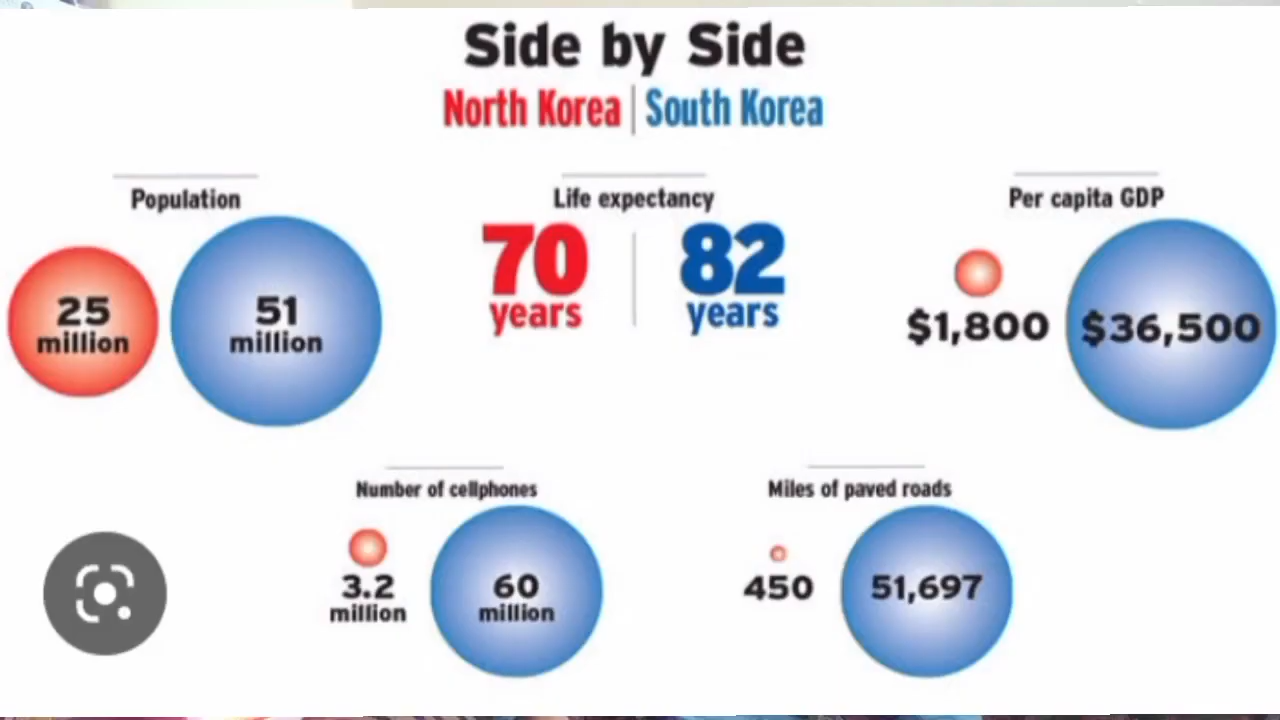 Side by Side
North Korea | South Korea
Population
25 million
51 million
Life expectancy
70 years
82 years
Per capita GDP
$1,800
$36,500
Number of cellphones
3.2 million
60 million
Miles of paved roads
450
51,697